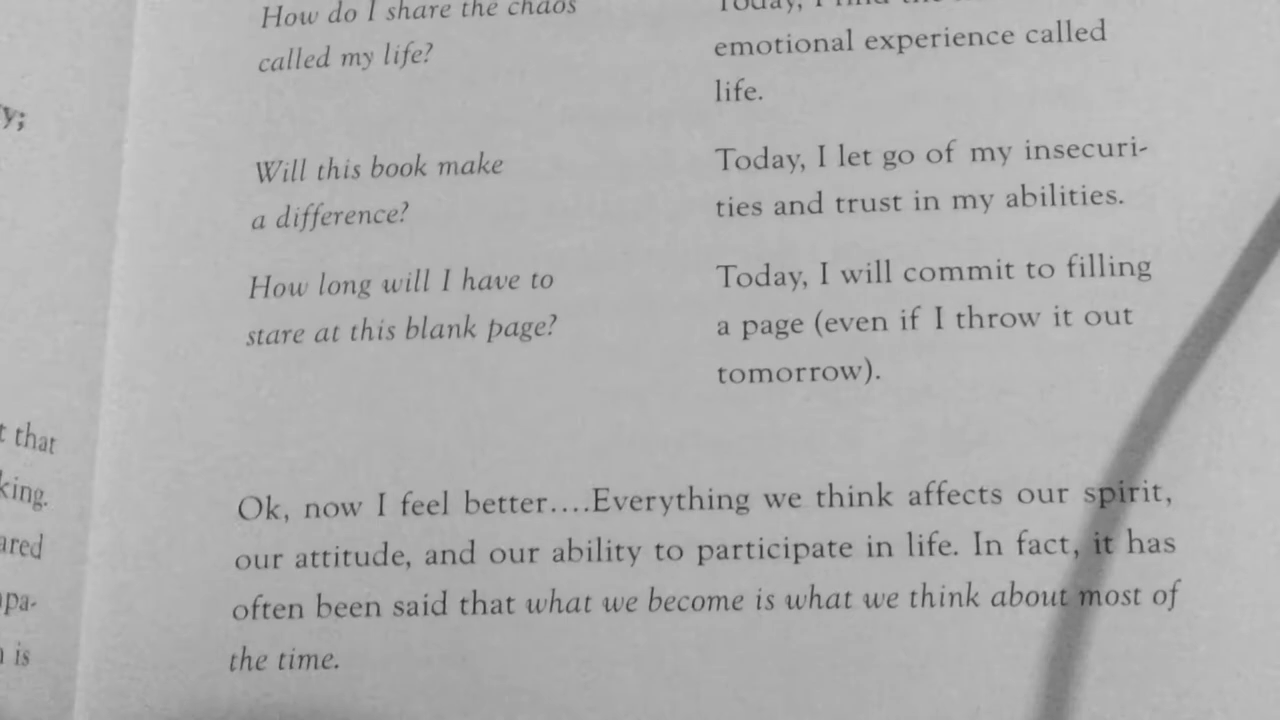 y;
t that
king.
ared
pa-
is
How do I share the chaos
called my life?
Today, I find the
emotional experience called
life.
Will this book make
a difference?
Today, I let go of my insecuri-
ties and trust in my abilities.
How long will I have to
stare at this blank page?
Today, I will commit to filling
a page (even if I throw it out
tomorrow).
Ok, now I feel better....Everything we think affects our spirit,
our attitude, and our ability to participate in life. In fact, it has
often been said that what we become is what we think about most of
the time.